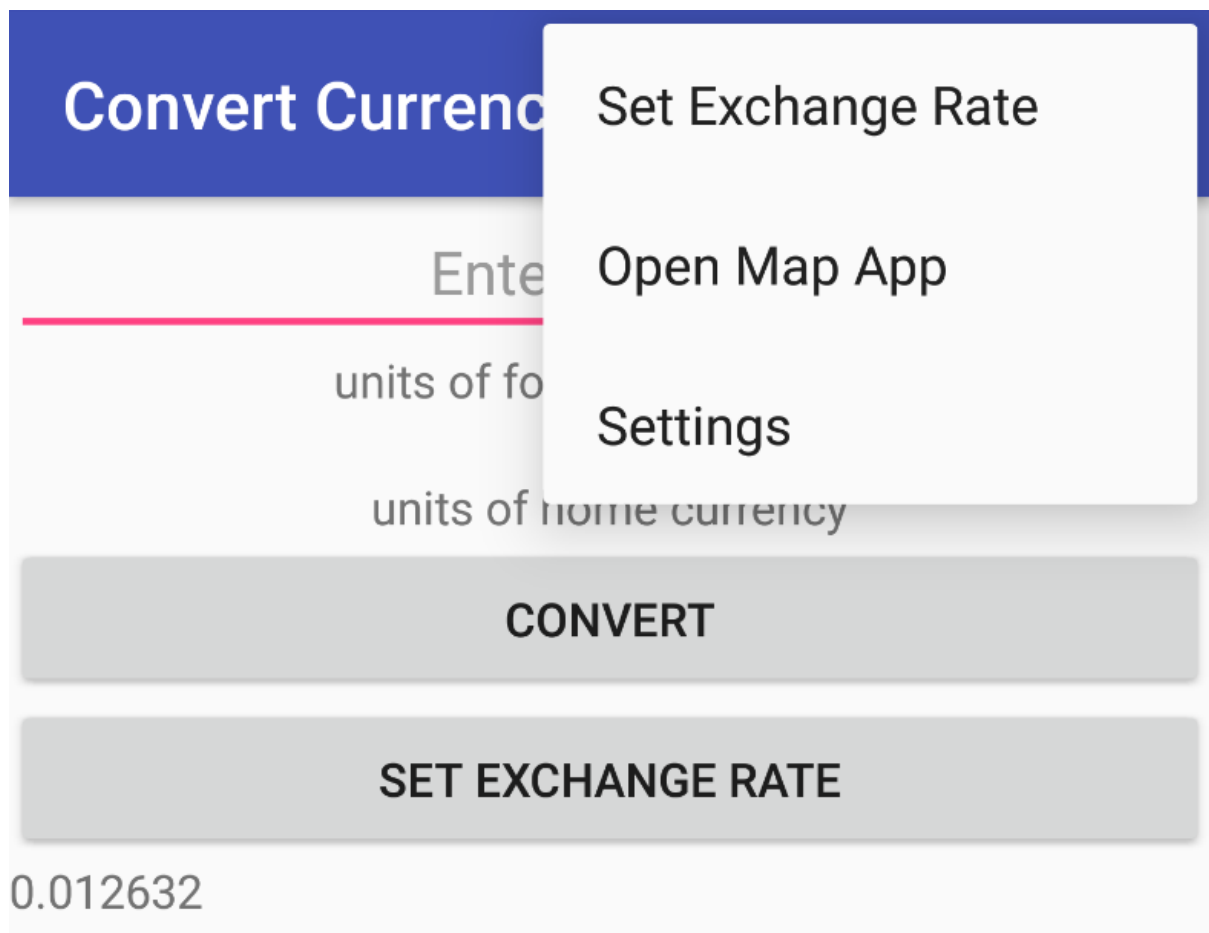 Convert Currenc
Set Exchange Rate
Open Map App
Settings
Ente
units of fo
units of home currency
CONVERT
SET EXCHANGE RATE
0.012632